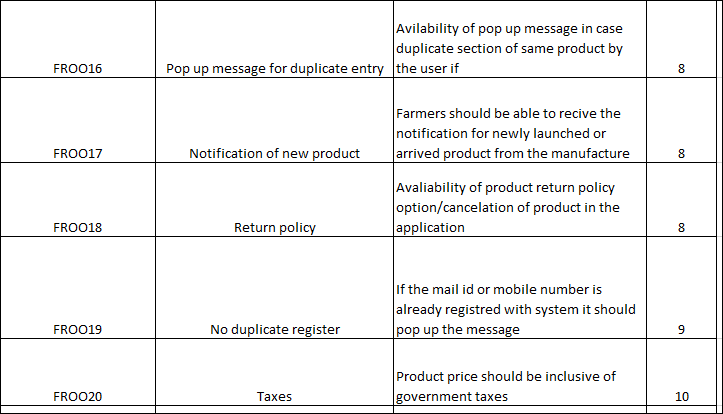 Avilability of pop up message in case
duplicate section of same product by
FROO16 Pop up message for duplicate entry the user if 8
Farmers should be able to recive the
notification for newly launched or
FROO17 Notification of new product arrived product from the manufacture 8
Avaliability of product return policy
option/cancelation of product in the
FROO18 Return policy application 8
If the mail id or mobile number is
already registred with system it should
FROO19 No duplicate register pop up the message 9
Product price should be inclusive of
FROO20 Taxes government taxes 10